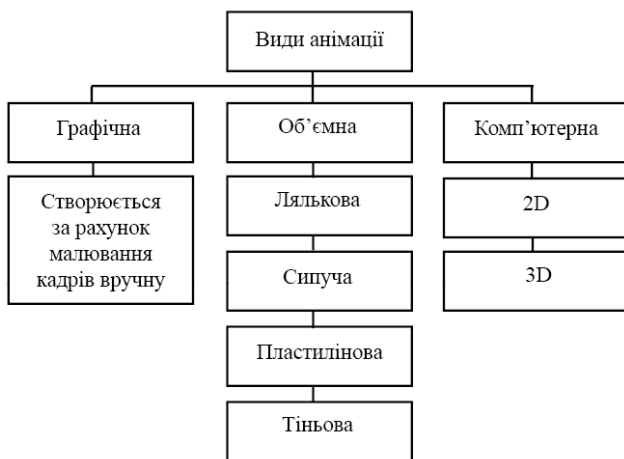 Види анімації
Графічна
Об’ємна
Комп’ютерна
Створюється
за рахунок
малювання
кадрів вручну
Лялькова
Сипуча
Пластилінова
Тіньова
2D
3D